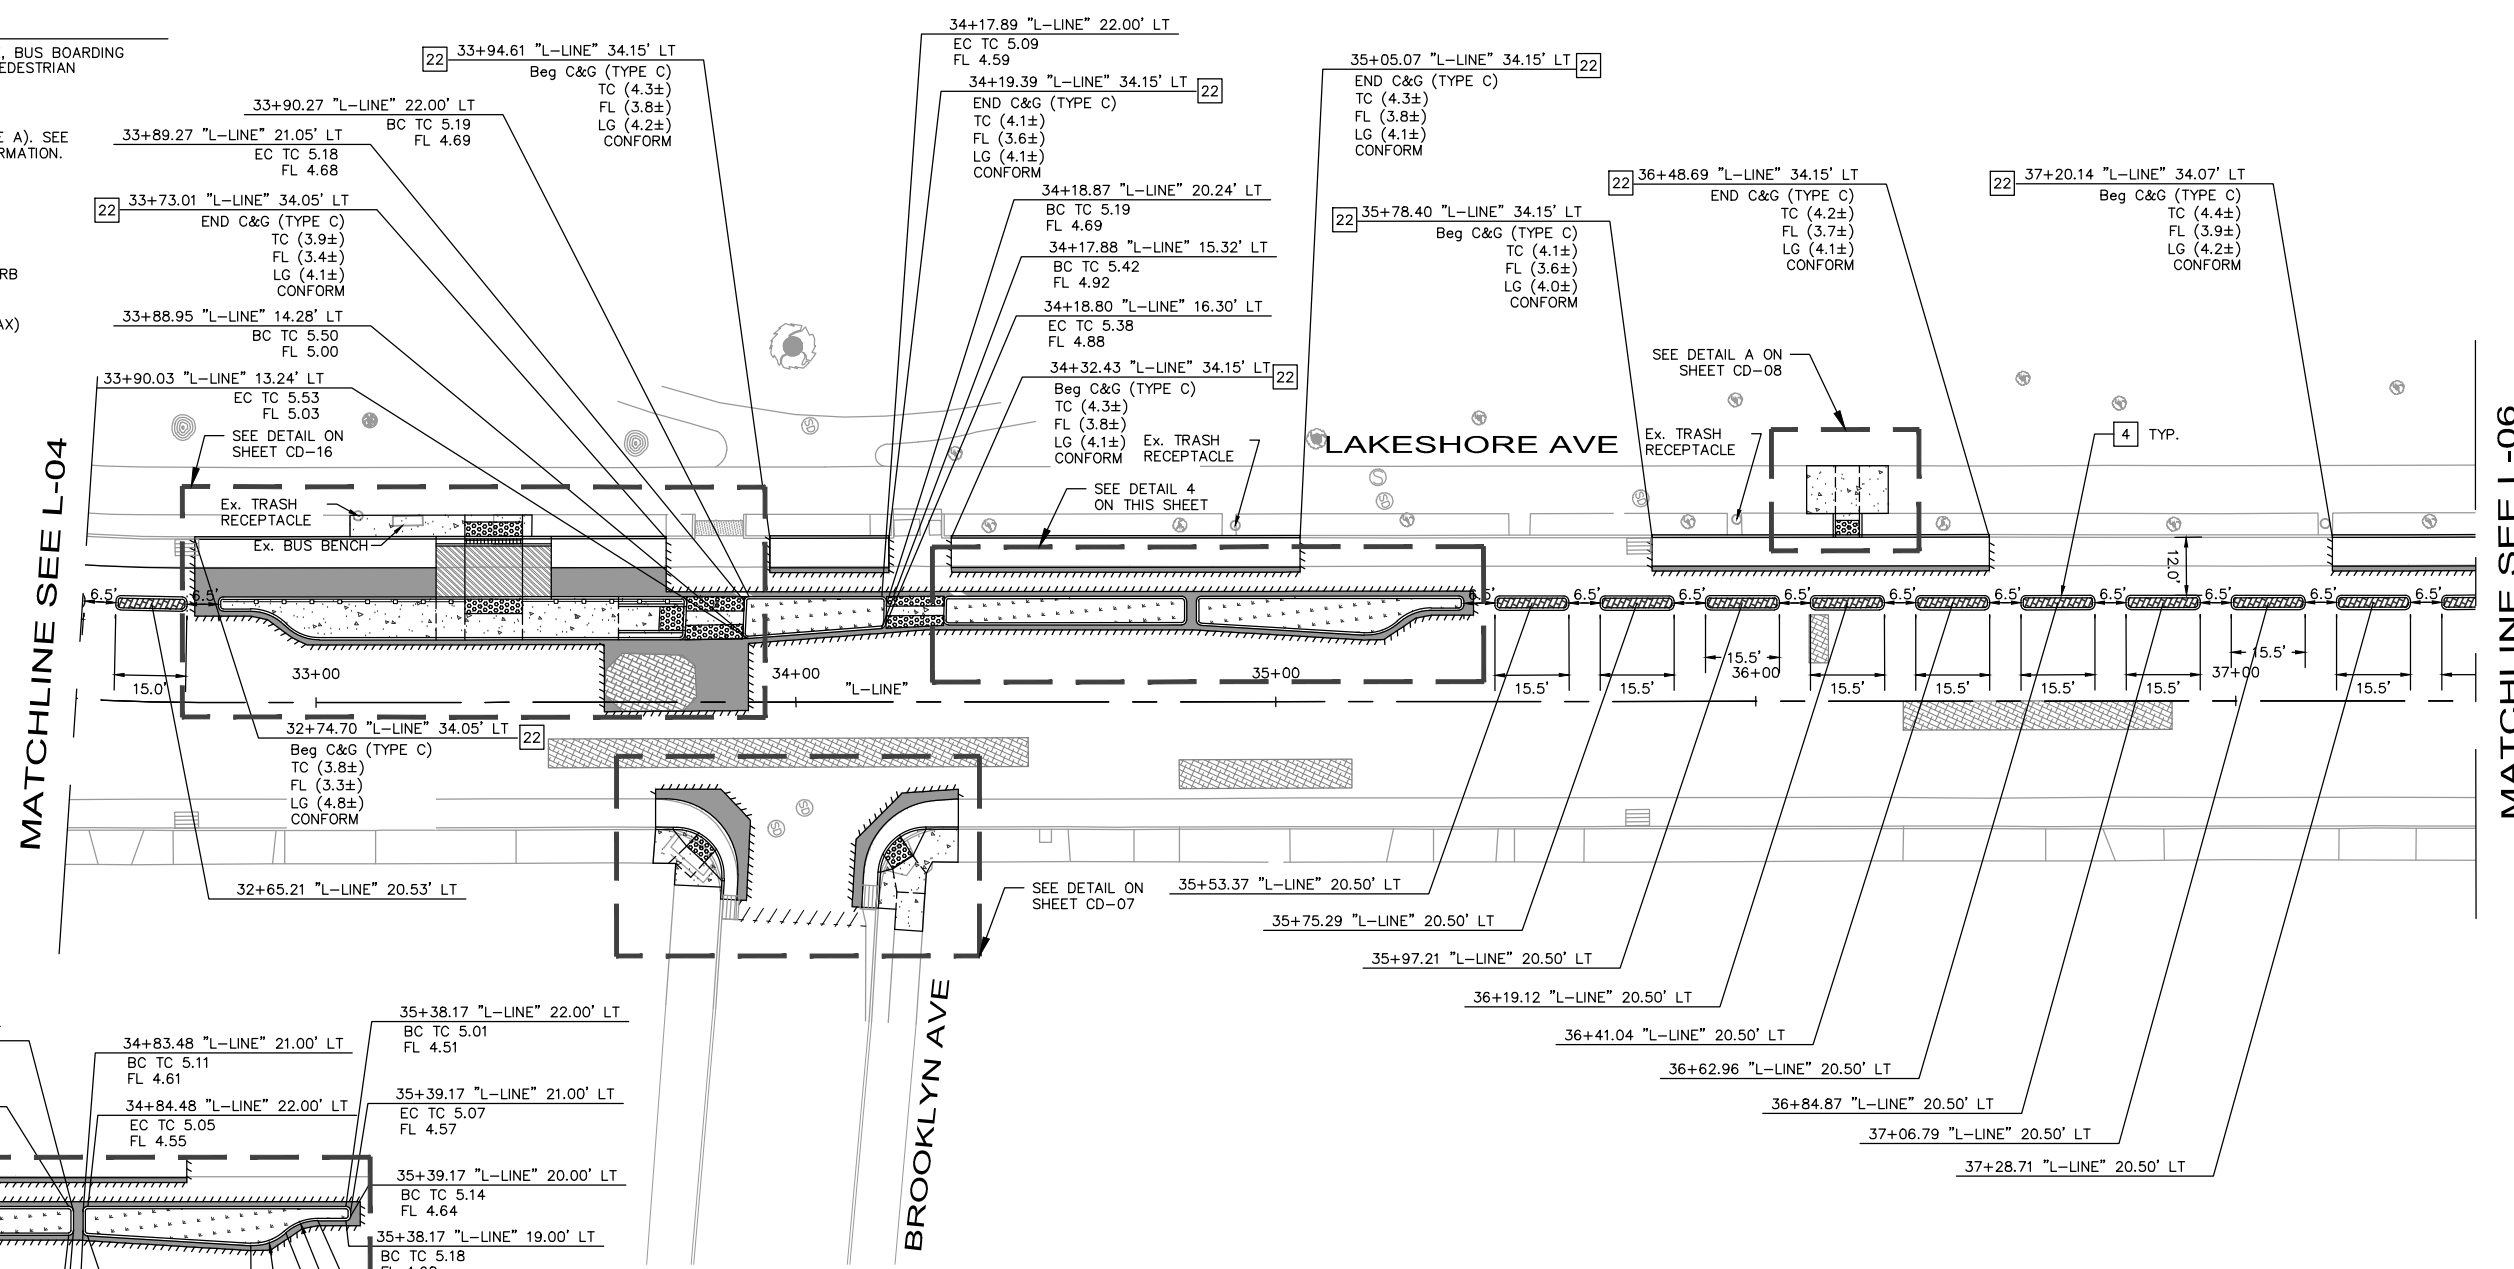 , BUS BOARDING
EDESTRIAN
E A). SEE
RMATION.
RB
AX)
22 33+94.61 "L-LINE" 34.15' LT
Beg C&G (TYPE C)
TC (4.3±)
FL (3.8±)
LG (4.2±)
CONFORM
33+90.27 "L-LINE" 22.00' LT
BC TC 5.19
FL 4.69
33+89.27 "L-LINE" 21.05' LT
EC TC 5.18
FL 4.68
22 33+73.01 "L-LINE" 34.05' LT
END C&G (TYPE C)
TC (3.9±)
FL (3.4±)
LG (4.1±)
CONFORM
33+88.95 "L-LINE" 14.28' LT
BC TC 5.50
FL 5.00
33+90.03 "L-LINE" 13.24' LT
EC TC 5.53
FL 5.03
SEE DETAIL ON
SHEET CD-16
34+17.89 "L-LINE" 22.00' LT
EC TC 5.09
FL 4.59
34+19.39 "L-LINE" 34.15' LT 22
END C&G (TYPE C)
TC (4.1±)
FL (3.6±)
LG (4.1±)
CONFORM
34+18.87 "L-LINE" 20.24' LT
BC TC 5.19
FL 4.69
34+17.88 "L-LINE" 15.32' LT
BC TC 5.42
FL 4.92
34+18.80 "L-LINE" 16.30' LT
EC TC 5.38
FL 4.88
34+32.43 "L-LINE" 34.15' LT 22
Beg C&G (TYPE C)
TC (4.3±)
FL (3.8±)
LG (4.1±)
CONFORM
Ex. TRASH
RECEPTACLE
SEE DETAIL 4
ON THIS SHEET
35+05.07 "L-LINE" 34.15' LT 22
END C&G (TYPE C)
TC (4.3±)
FL (3.8±)
LG (4.1±)
CONFORM
22 35+78.40 "L-LINE" 34.15' LT
Beg C&G (TYPE C)
TC (4.1±)
FL (3.6±)
LG (4.0±)
CONFORM
22 36+48.69 "L-LINE" 34.15' LT
END C&G (TYPE C)
TC (4.2±)
FL (3.7±)
LG (4.1±)
CONFORM
22 37+20.14 "L-LINE" 34.07' LT
Beg C&G (TYPE C)
TC (4.4±)
FL (3.9±)
LG (4.2±)
CONFORM
SEE DETAIL A ON
SHEET CD-08
LAKESHORE AVE
Ex. TRASH
RECEPTACLE
4 TYP.
MATCHLINE SEE L-04
MATCHLINE SEE L-06
Ex. TRASH
RECEPTACLE
Ex. BUS BENCH
SD
SD
SD
S
12.0'
6.5'
6.5'
6.5'
6.5'
6.5'
6.5'
6.5'
6.5'
6.5'
6.5'
6.5'
6.5'
15.0'
33+00
34+00
"L-LINE"
35+00
36+00
37+00
15.5'
15.5'
15.5'
15.5'
15.5'
15.5'
15.5'
15.5'
15.5'
32+74.70 "L-LINE" 34.05' LT 22
Beg C&G (TYPE C)
TC (3.8±)
FL (3.3±)
LG (4.8±)
CONFORM
SD
SD
32+65.21 "L-LINE" 20.53' LT
SEE DETAIL ON
SHEET CD-07
35+53.37 "L-LINE" 20.50' LT
35+75.29 "L-LINE" 20.50' LT
35+97.21 "L-LINE" 20.50' LT
36+19.12 "L-LINE" 20.50' LT
36+41.04 "L-LINE" 20.50' LT
36+62.96 "L-LINE" 20.50' LT
36+84.87 "L-LINE" 20.50' LT
37+06.79 "L-LINE" 20.50' LT
37+28.71 "L-LINE" 20.50' LT
BROOKLYN AVE
35+38.17 "L-LINE" 22.00' LT
BC TC 5.01
FL 4.51
34+83.48 "L-LINE" 21.00' LT
BC TC 5.11
FL 4.61
35+39.17 "L-LINE" 21.00' LT
EC TC 5.07
FL 4.57
34+84.48 "L-LINE" 22.00' LT
EC TC 5.05
FL 4.55
35+39.17 "L-LINE" 20.00' LT
BC TC 5.14
FL 4.64
35+38.17 "L-LINE" 19.00' LT
BC TC 5.18